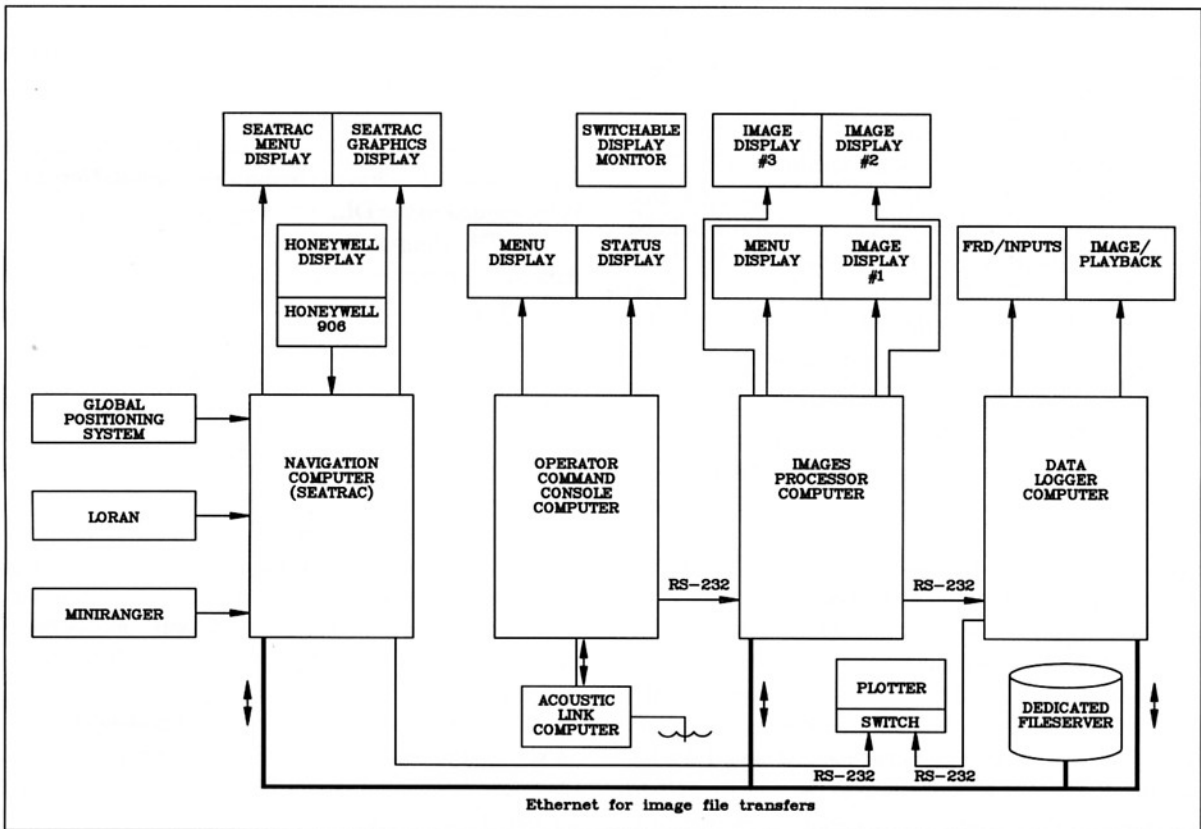 SEATRAC
MENU
DISPLAY
SEATRAC
GRAPHICS
DISPLAY
SWITCHABLE
DISPLAY
MONITOR
IMAGE
DISPLAY
#3
IMAGE
DISPLAY
#2
HONEYWELL
DISPLAY
HONEYWELL
906
MENU
DISPLAY
STATUS
DISPLAY
MENU
DISPLAY
IMAGE
DISPLAY
#1
FRD/INPUTS
IMAGE/
PLAYBACK
GLOBAL
POSITIONING
SYSTEM
LORAN
MINIRANGER
NAVIGATION
COMPUTER
(SEATRAC)
OPERATOR
COMMAND
CONSOLE
COMPUTER
IMAGES
PROCESSOR
COMPUTER
DATA
LOGGER
COMPUTER
RS-232
RS-232
ACOUSTIC
LINK
COMPUTER
PLOTTER
SWITCH
DEDICATED
FILESERVER
RS-232
RS-232
Ethernet for image file transfers